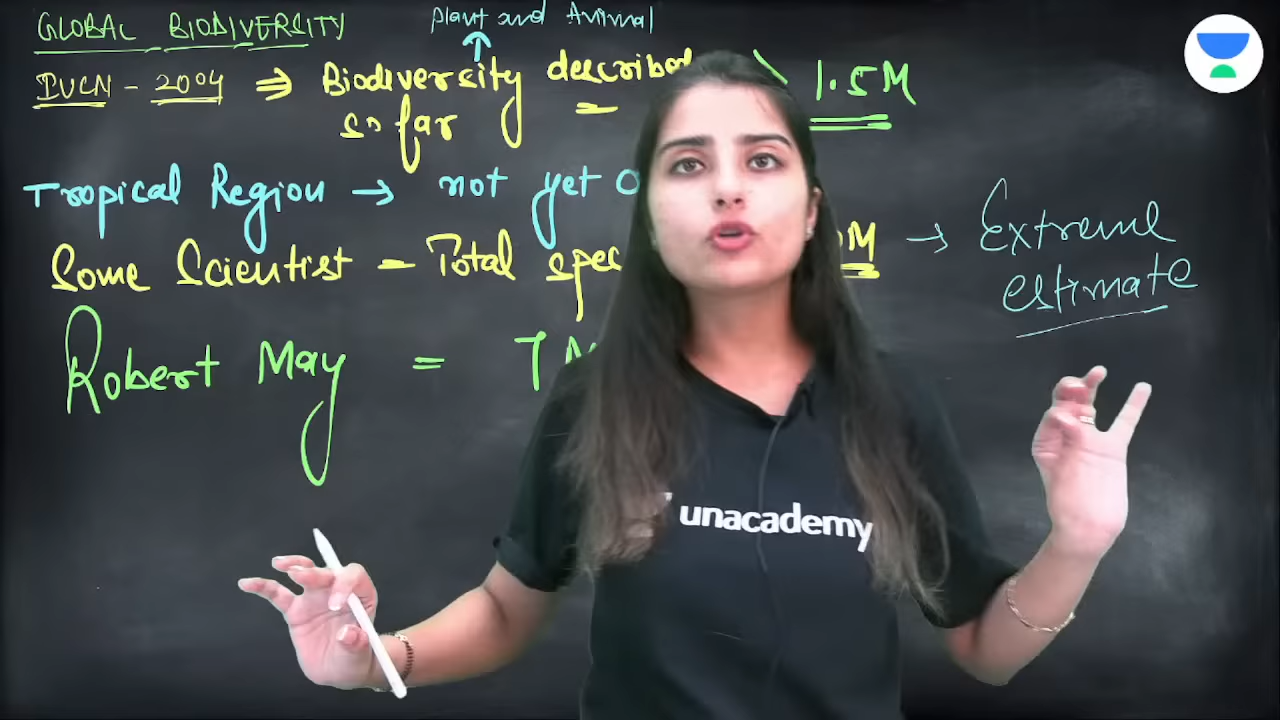 GLOBAL BIODIVERSITY
Plant and Animal
IUCN - 2004 ⇒ Biodiversity described > 1.5M
so far
Tropical Region → not yet
Some Scientist - Total M → Extreme
estimate
Robert May = 7
unacademy